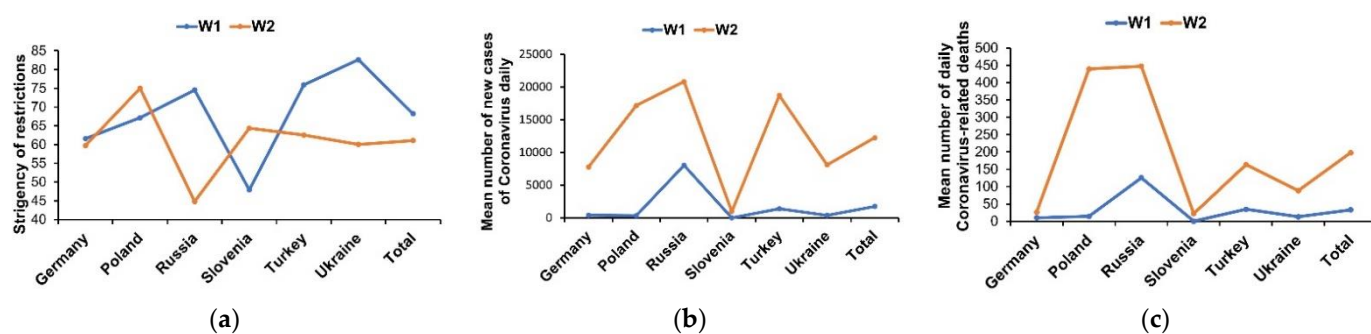 W1 W2
Strigency of restrictions
85
80
75
70
65
60
55
50
45
40
Germany
Poland
Russia
Slovenia
Turkey
Ukraine
Total
(a)
W1 W2
Mean number of new cases
of Coronavirus daily
25000
20000
15000
10000
5000
0
Germany
Poland
Russia
Slovenia
Turkey
Ukraine
Total
(b)
W1 W2
Mean number of daily
Coronavirus-related deaths
500
450
400
350
300
250
200
150
100
50
0
Germany
Poland
Russia
Slovenia
Turkey
Ukraine
Total
(c)